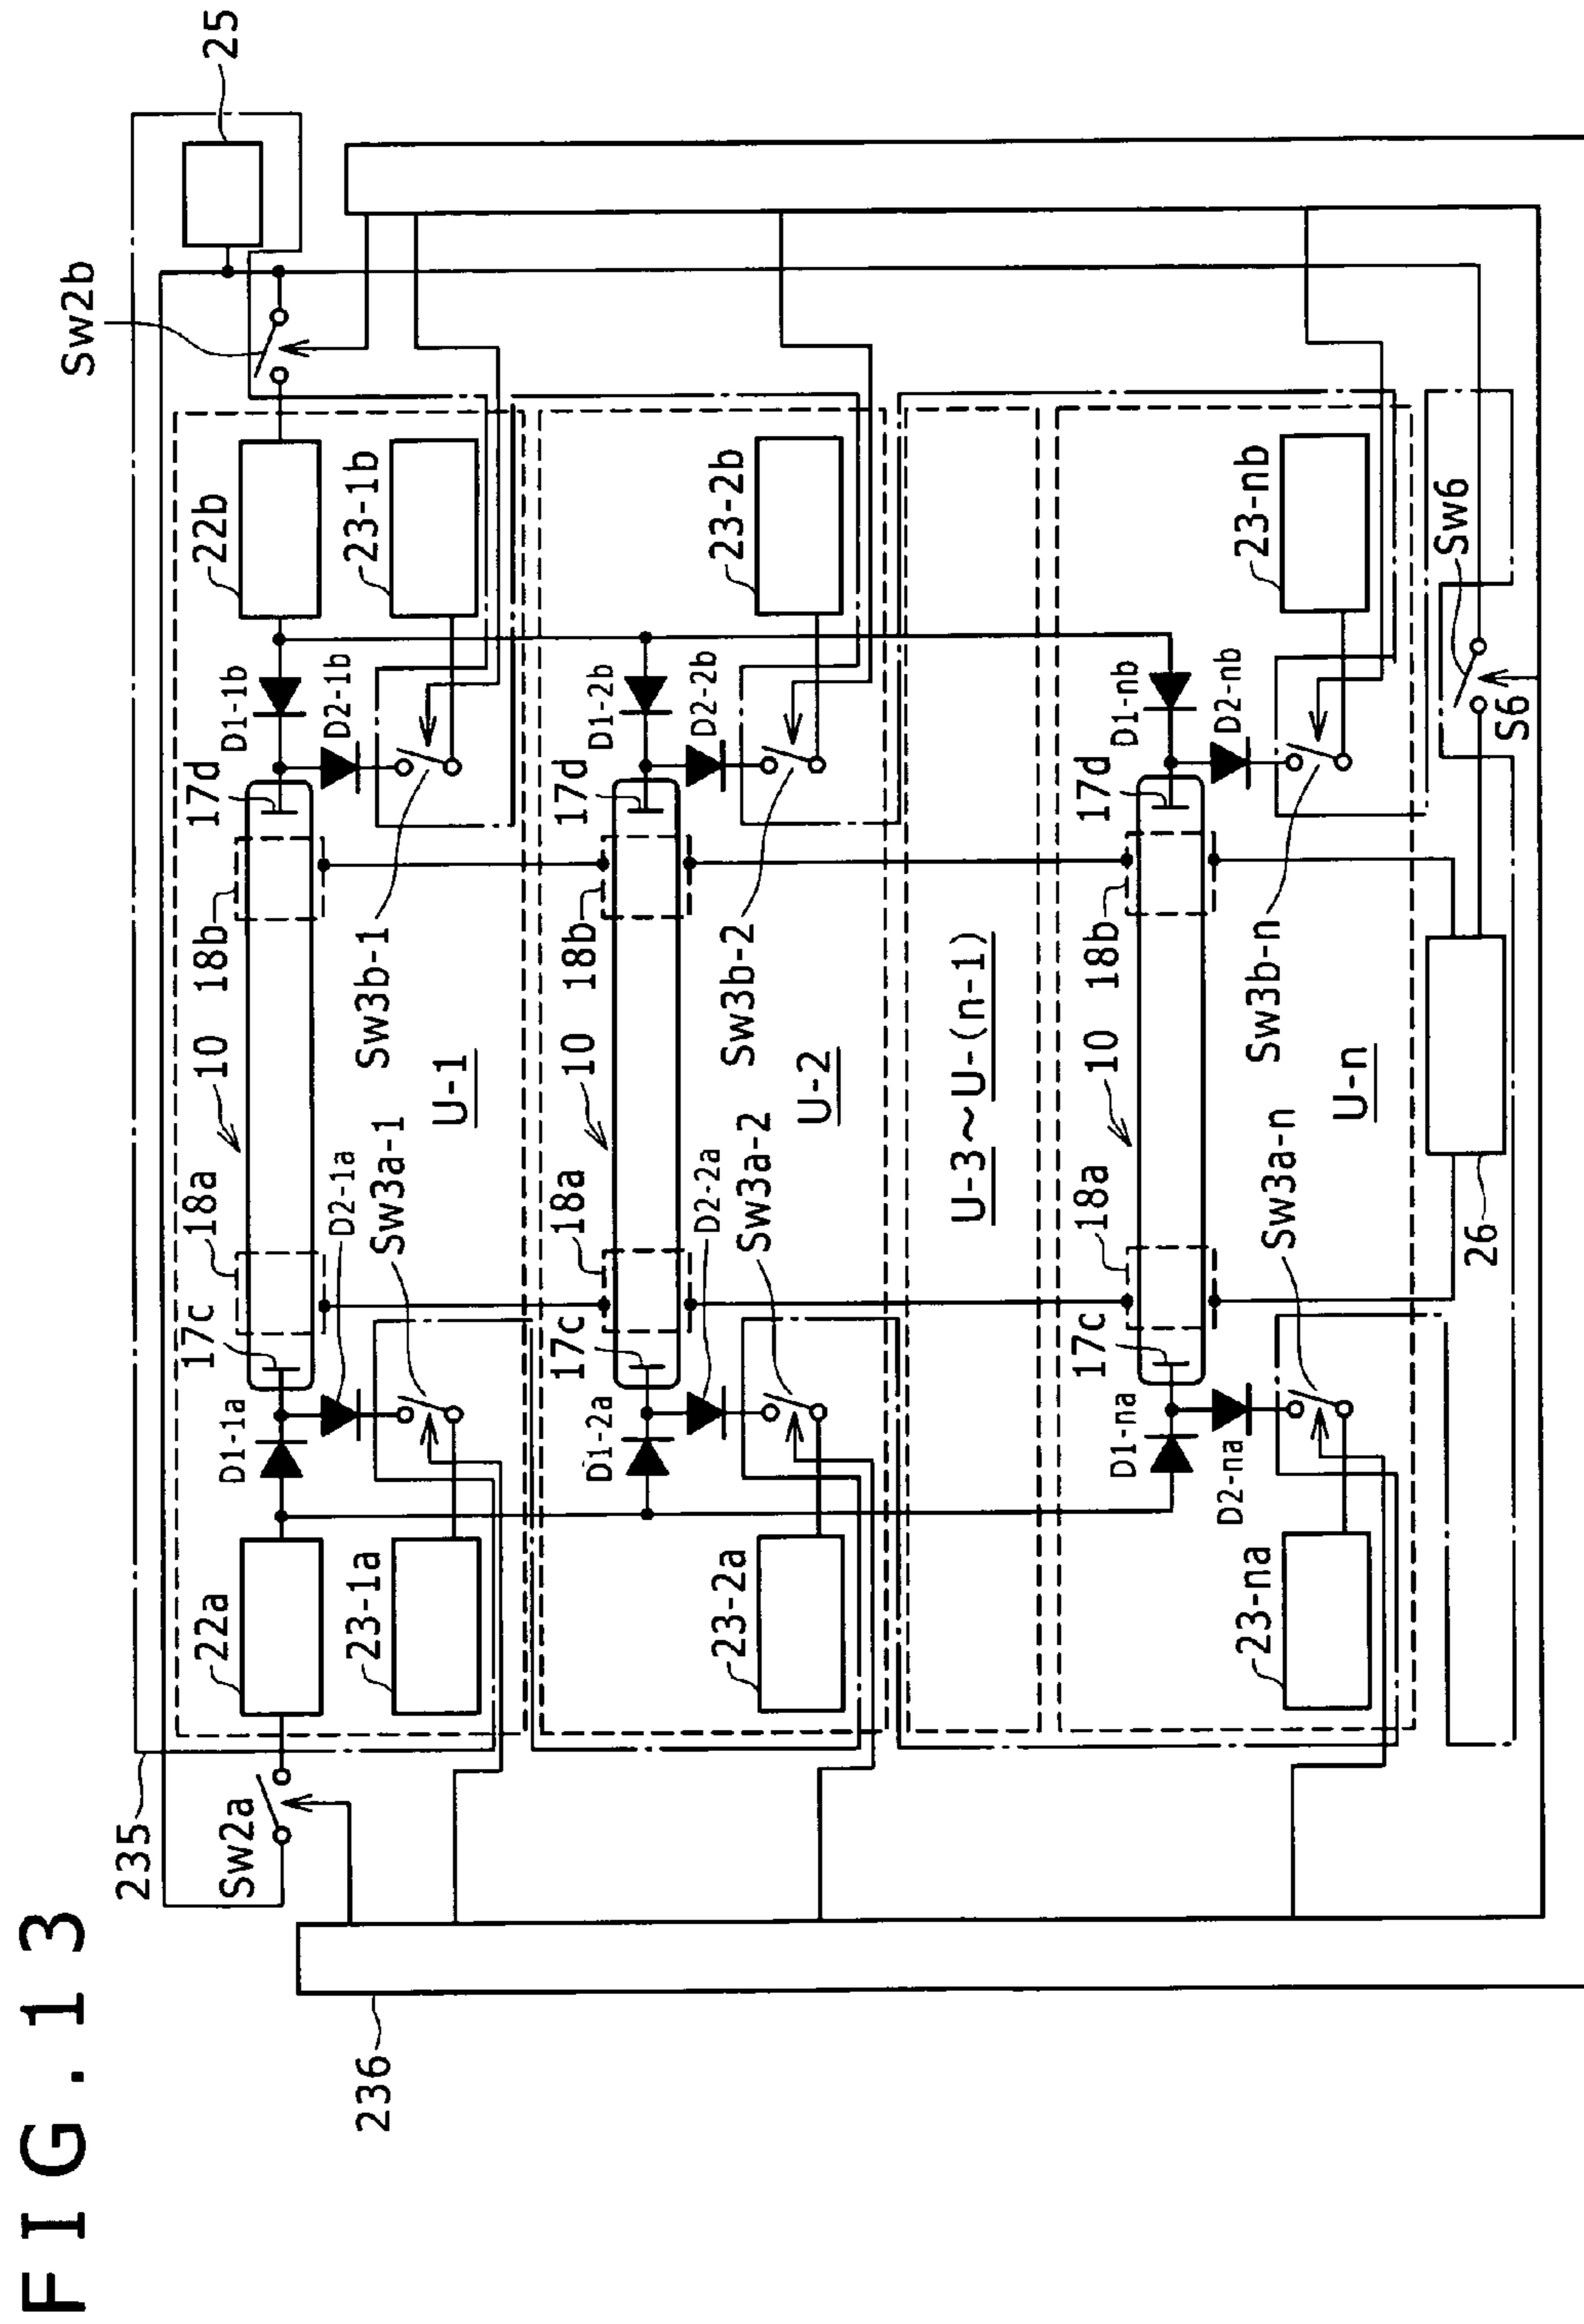 FIG.13
235
236
25
Sw2a
Sw2b
22a
22b
D1-1a
D1-1b
17c
17d
18a
10
18b
23-1a
23-1b
D2-1a
D2-1b
Sw3a-1
Sw3b-1
U-1
D1-2a
D1-2b
17c
17d
18a
10
18b
23-2a
23-2b
D2-2a
D2-2b
Sw3a-2
Sw3b-2
U-2
U-3~U-(n-1)
D1-na
D1-nb
17c
17d
18a
10
18b
23-na
23-nb
D2-na
D2-nb
Sw3a-n
Sw3b-n
U-n
26
Sw6
S6